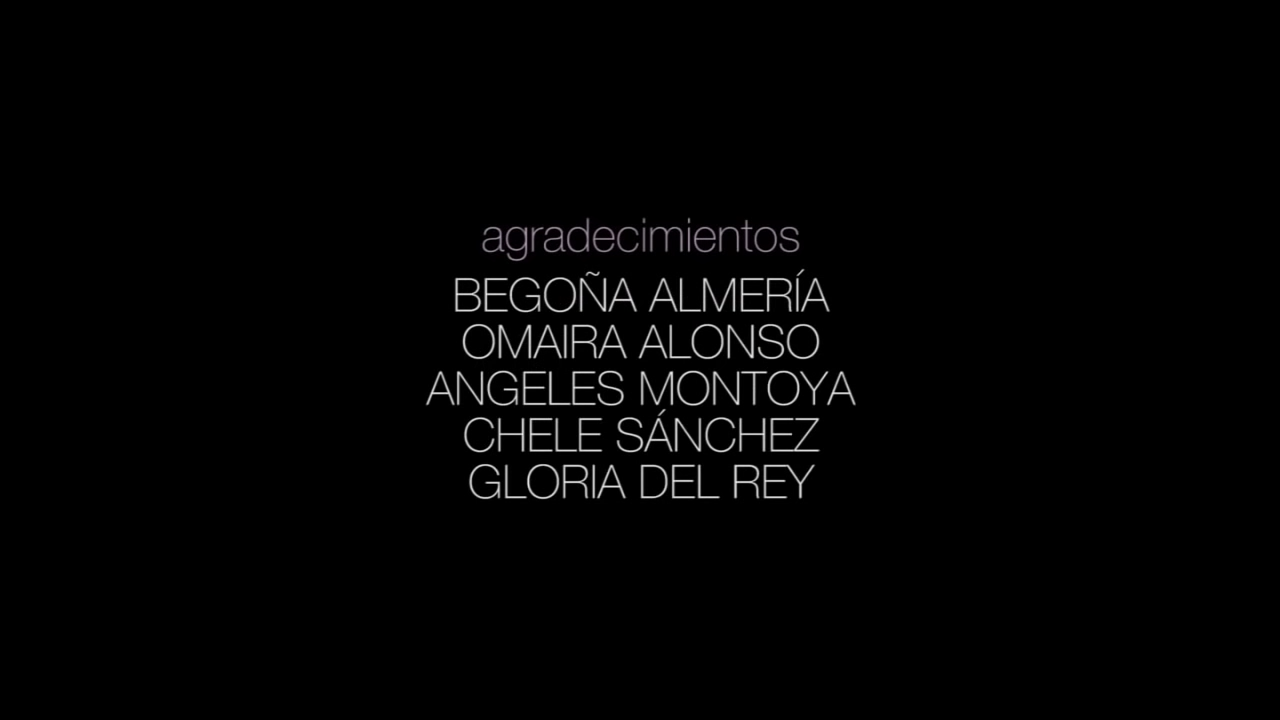 agradecimientos
BEGOÑA ALMERÍA
OMAIRA ALONSO
ANGELES MONTOYA
CHELE SÁNCHEZ
GLORIA DEL REY